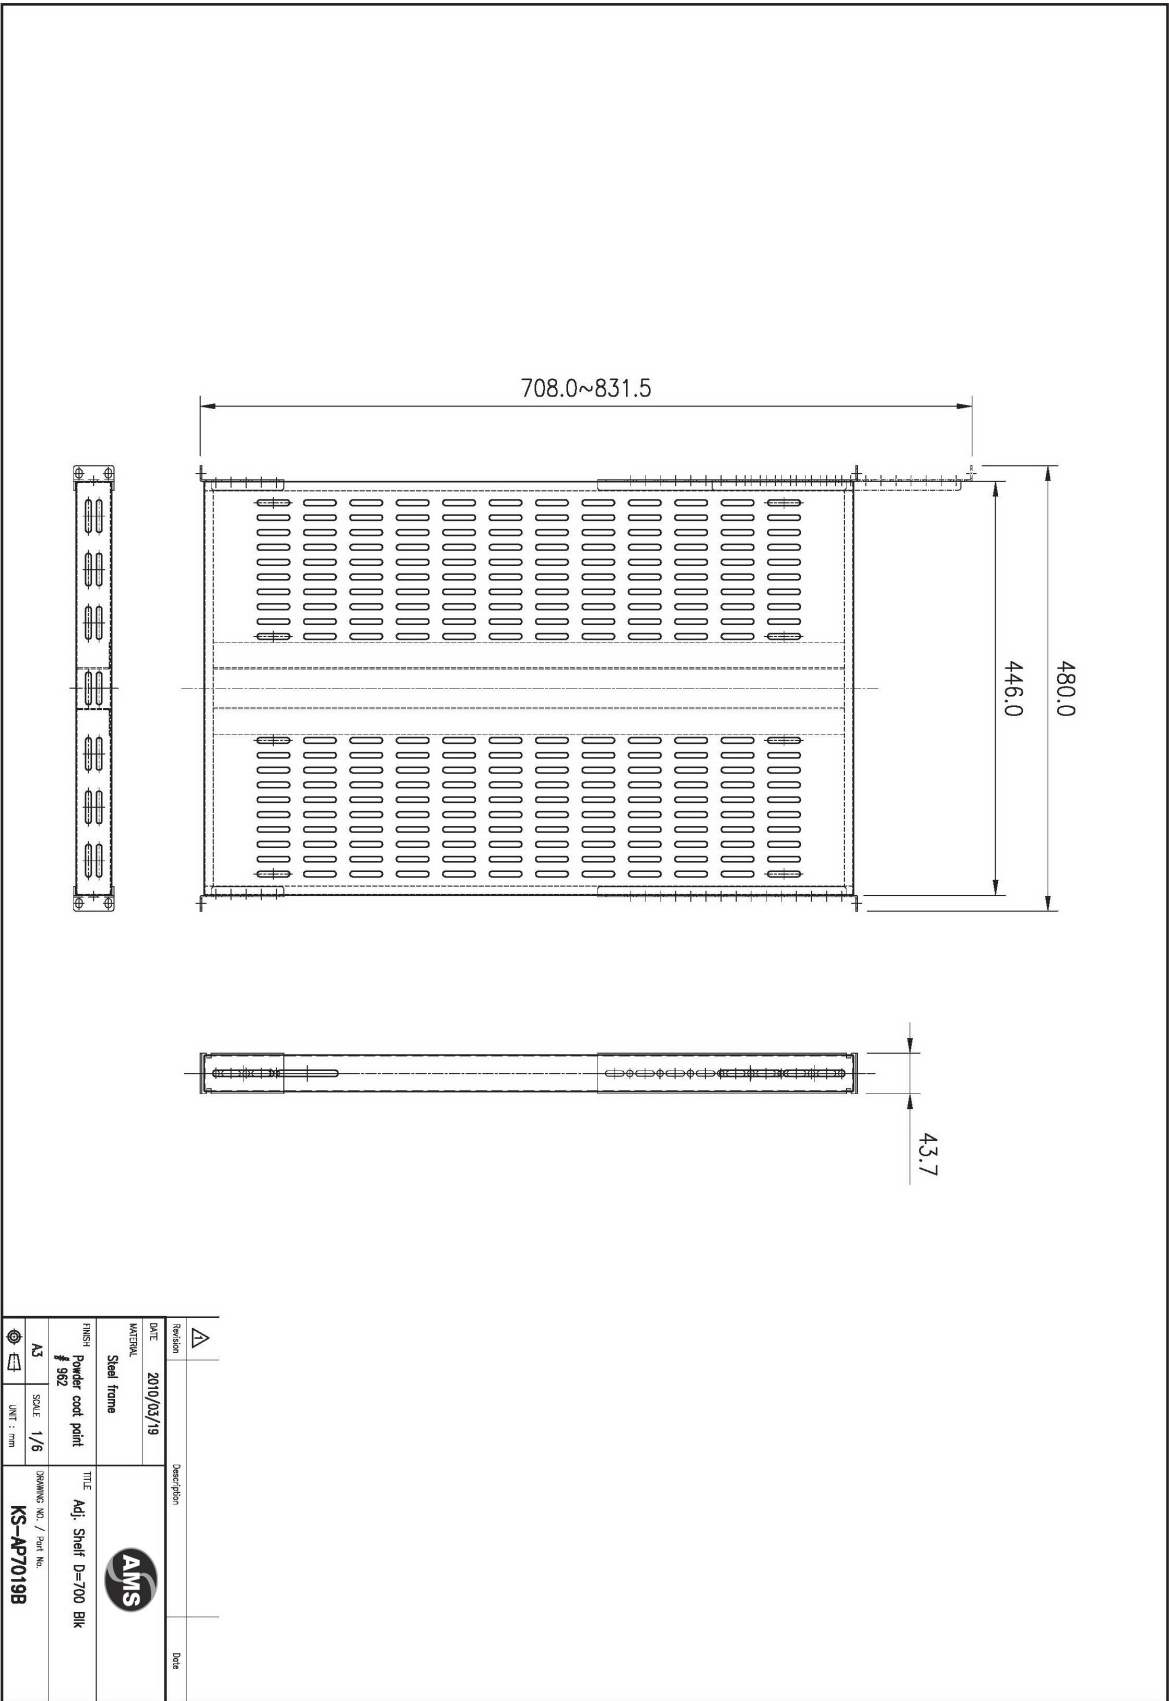 708.0~831.5
480.0
446.0
43.7
1
Revision
Description
Date
DATE 2010/03/19
MATERIAL
Steel frame
FINISH
Powder coat paint
# 962
A3
SCALE 1/6
UNIT : mm
AMS
TITLE
Adj. Shelf D=700 Blk
DRAWING NO. / Part No.
KS-AP7019B